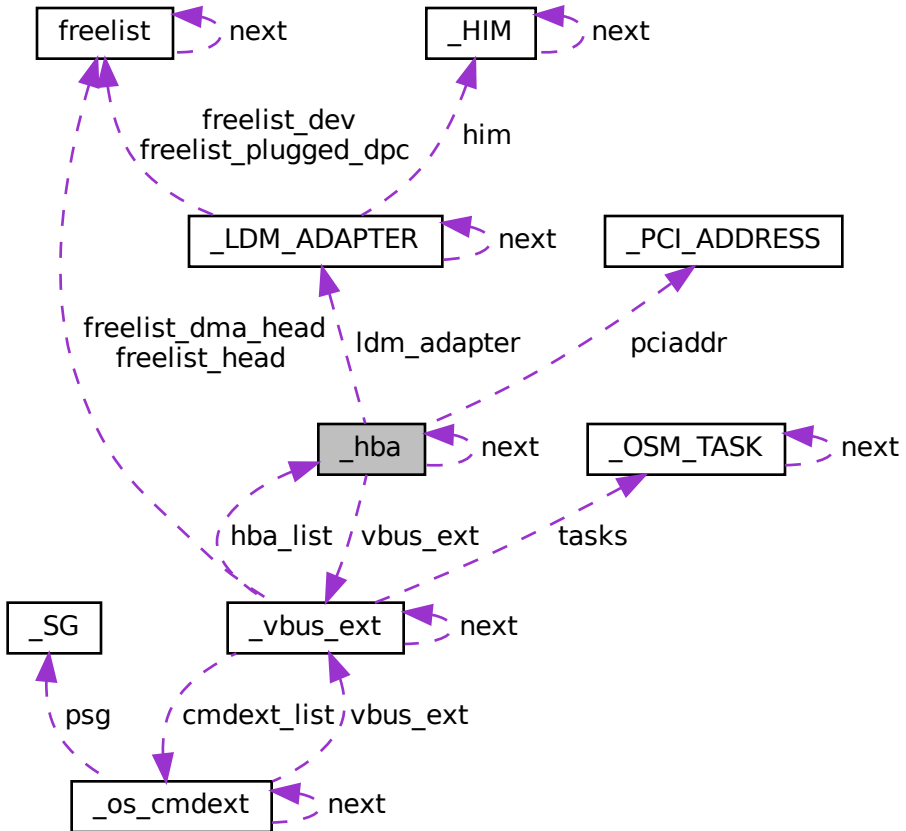 freelist
next
_HIM
next
freelist_dev
freelist_plugged_dpc
him
_LDM_ADAPTER
next
_PCI_ADDRESS
freelist_dma_head
freelist_head
ldm_adapter
pciaddr
_hba
next
_OSM_TASK
next
hba_list
vbus_ext
tasks
_SG
_vbus_ext
next
psg
cmdext_list
vbus_ext
_os_cmdext
next